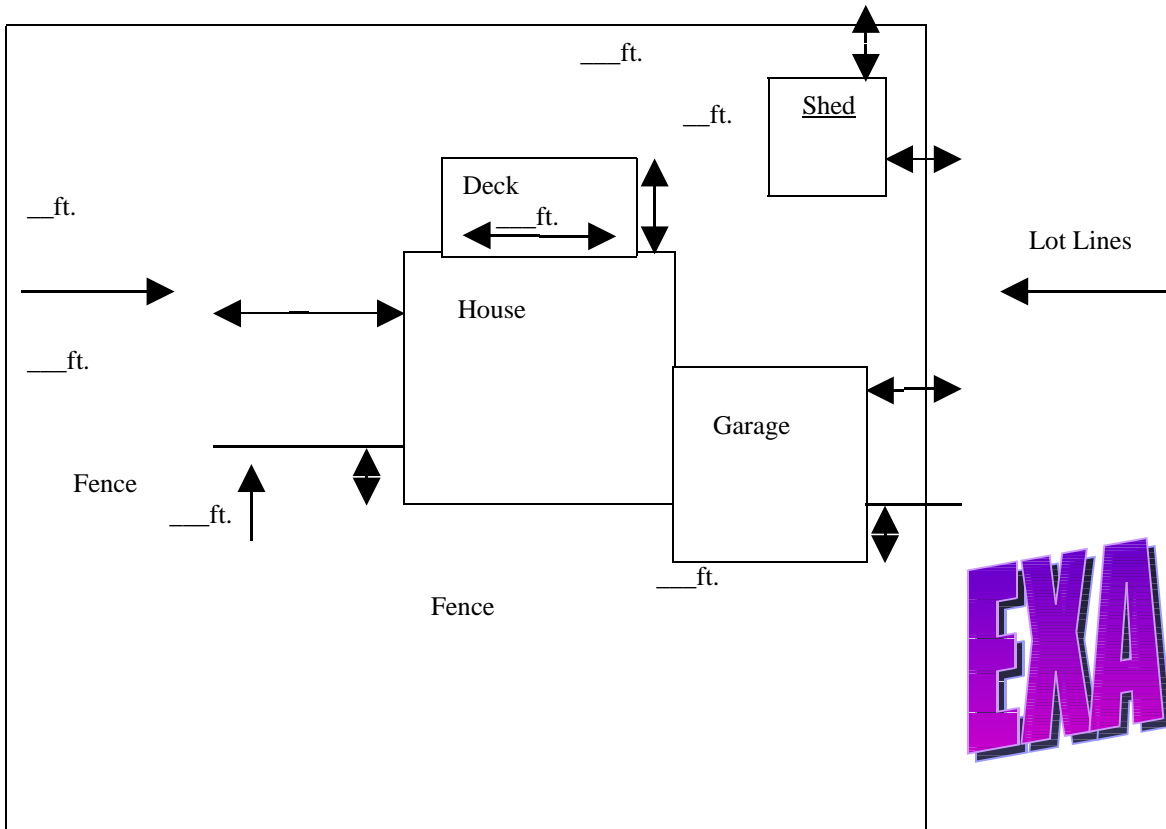 ___ft.
Shed
__ft.
Deck
___ft.
__ft.
Lot Lines
House
___ft.
Garage
Fence
___ft.
___ft.
Fence
EXA